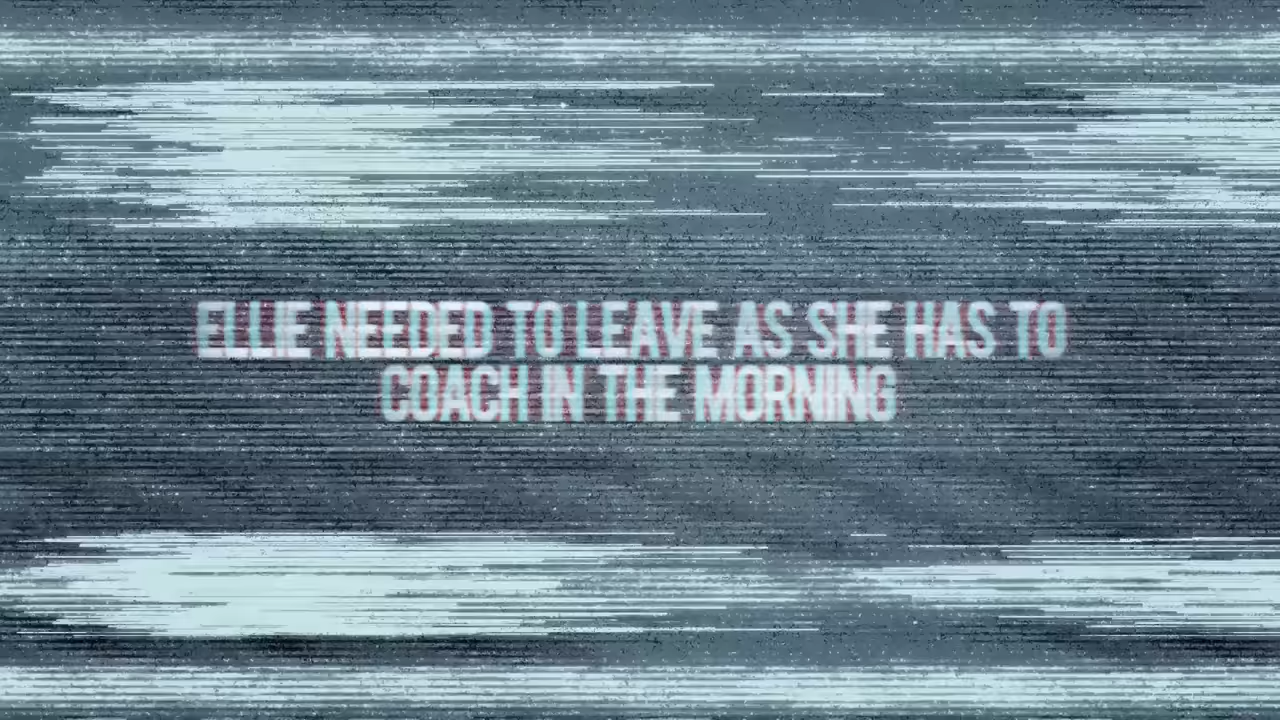 ELLIE NEEDED TO LEAVE AS SHE HAS TO
COACH IN THE MORNING